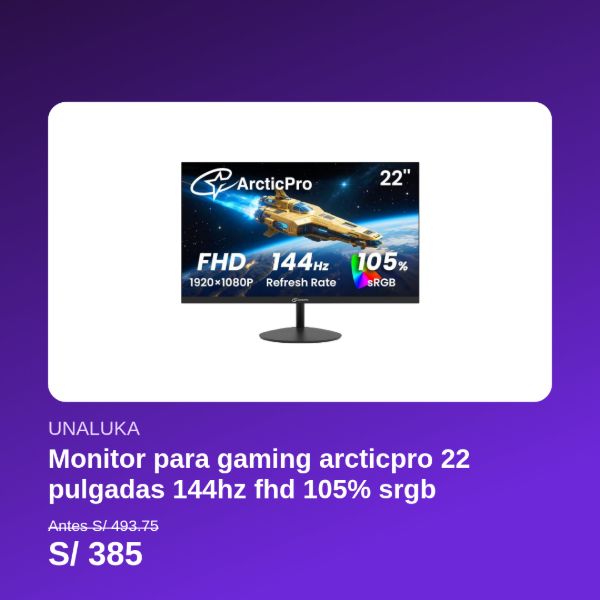 ArcticPro
22"
FHD 144Hz 105%
1920×1080P Refresh Rate sRGB
UNALUKA
Monitor para gaming arcticpro 22
pulgadas 144hz fhd 105% srgb
Antes S/ 493.75
S/ 385